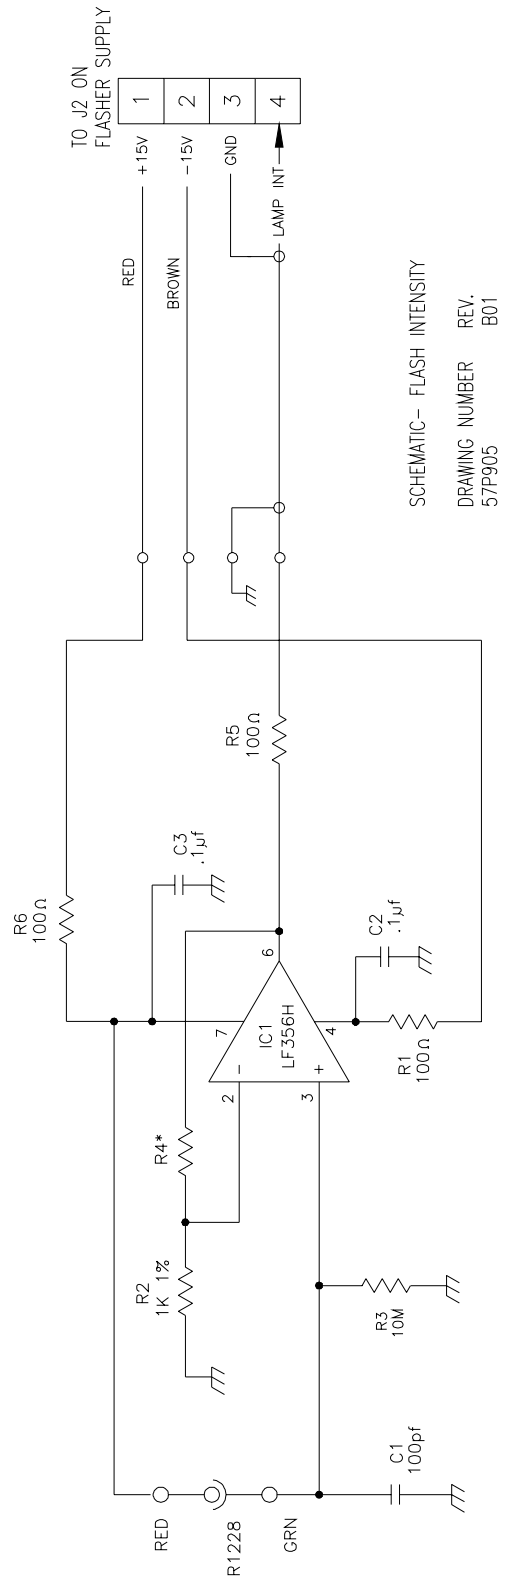 TO J2 ON
FLASHER SUPPLY
1
2
3
4
+15V
-15V
GND
LAMP INT
RED
BROWN
R6
100Ω
C3
.1µf
R5
100Ω
R4*
R2
1K 1%
7
6
2
3
4
-
+
IC1
LF356H
C2
.1µf
R1
100Ω
R3
10M
RED
R1228
GRN
C1
100pf
SCHEMATIC- FLASH INTENSITY
DRAWING NUMBER REV.
57P905 B01